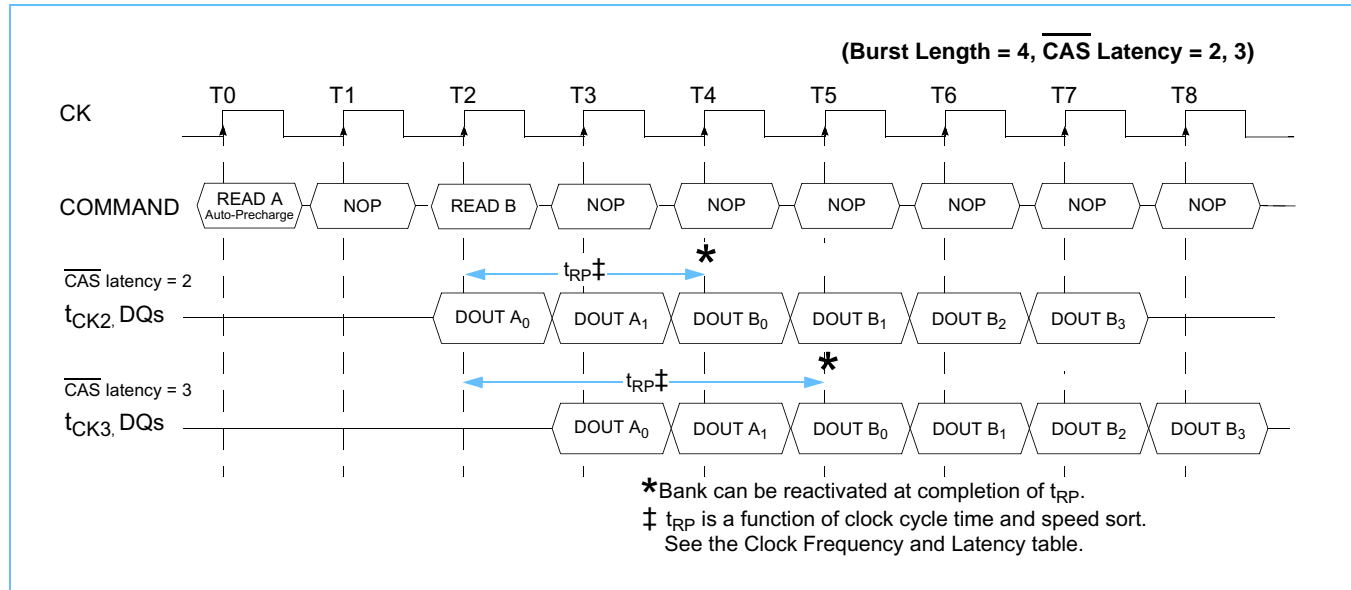 (Burst Length = 4, CAS Latency = 2, 3)
T0 T1 T2 T3 T4 T5 T6 T7 T8
CK
COMMAND
READ A
Auto-Precharge
NOP
READ B
NOP
NOP
NOP
NOP
NOP
NOP
*
tRP‡
CAS latency = 2
tCK2, DQs
DOUT A0
DOUT A1
DOUT B0
DOUT B1
DOUT B2
DOUT B3
*
tRP‡
CAS latency = 3
tCK3, DQs
DOUT A0
DOUT A1
DOUT B0
DOUT B1
DOUT B2
DOUT B3
*Bank can be reactivated at completion of tRP.
‡ tRP is a function of clock cycle time and speed sort.
See the Clock Frequency and Latency table.